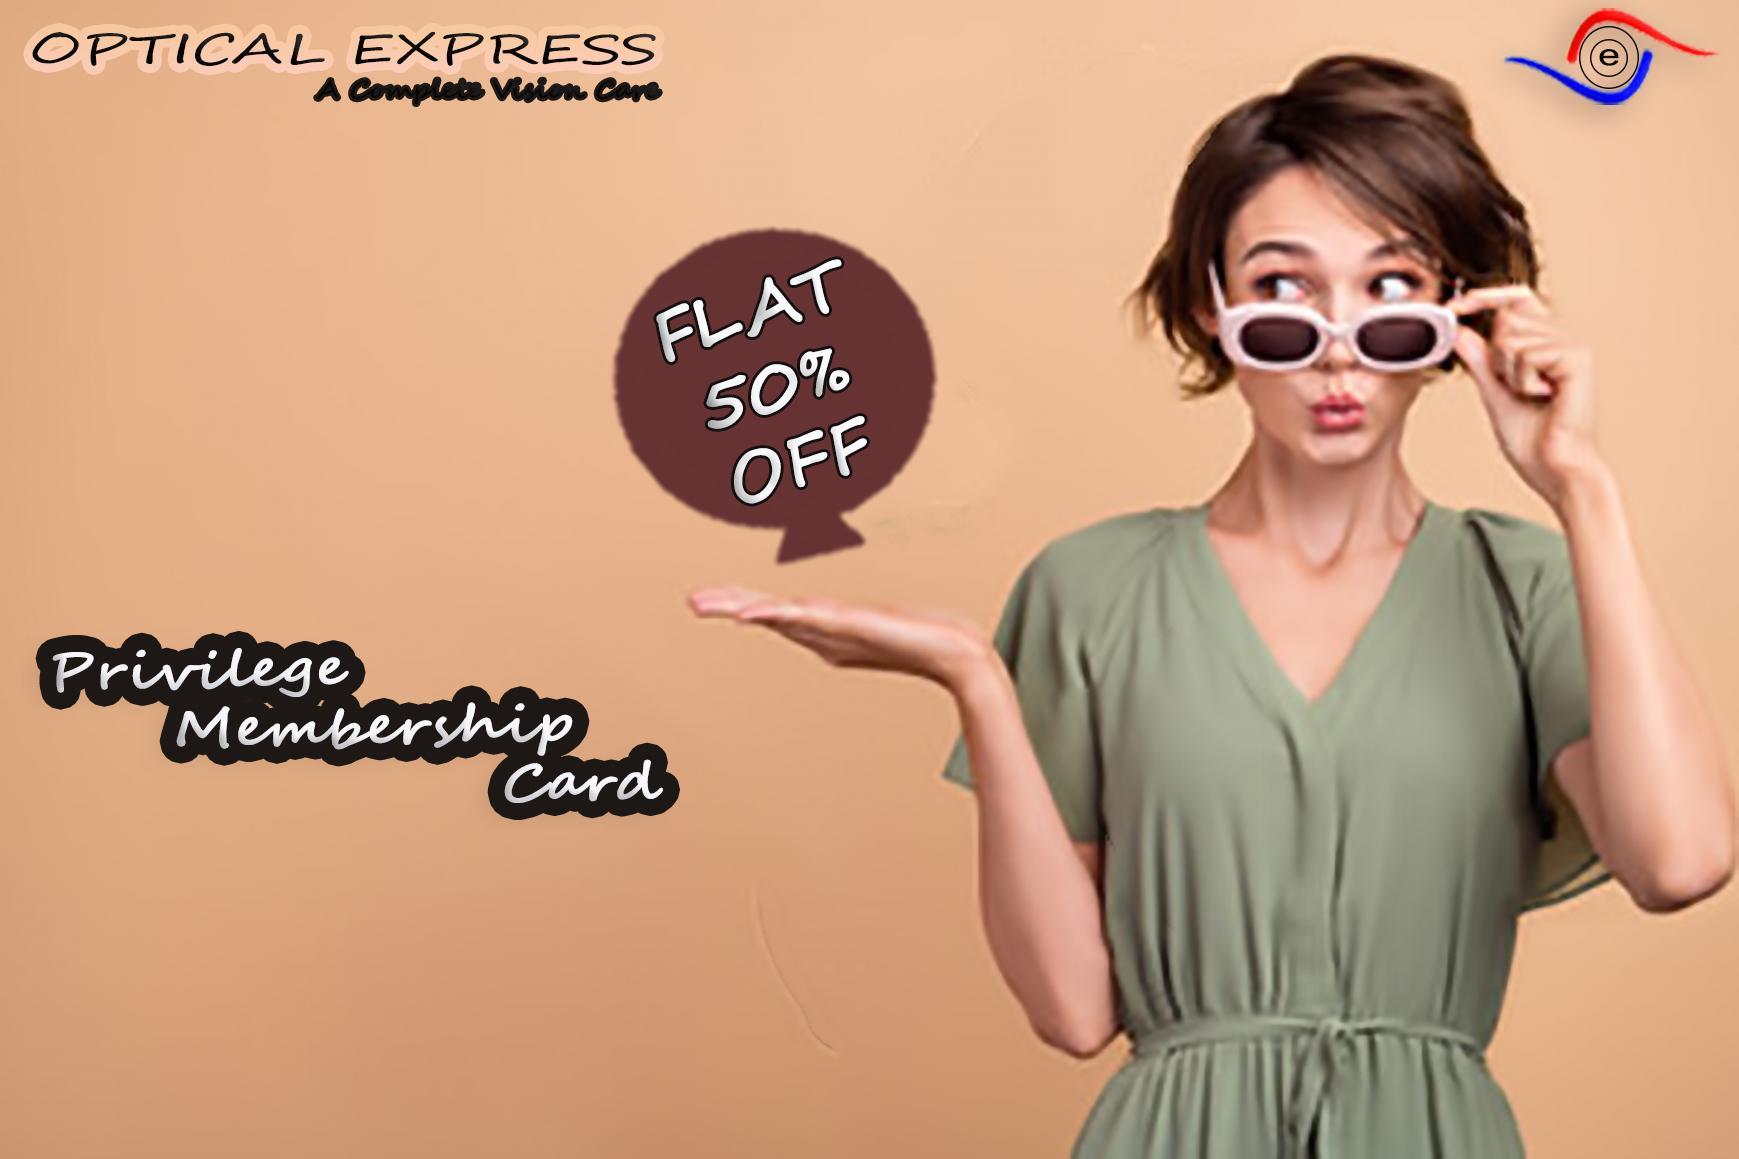 OPTICAL EXPRESS
A Complete Vision Care
e
FLAT
50%
OFF
Privilege
Membership
Card